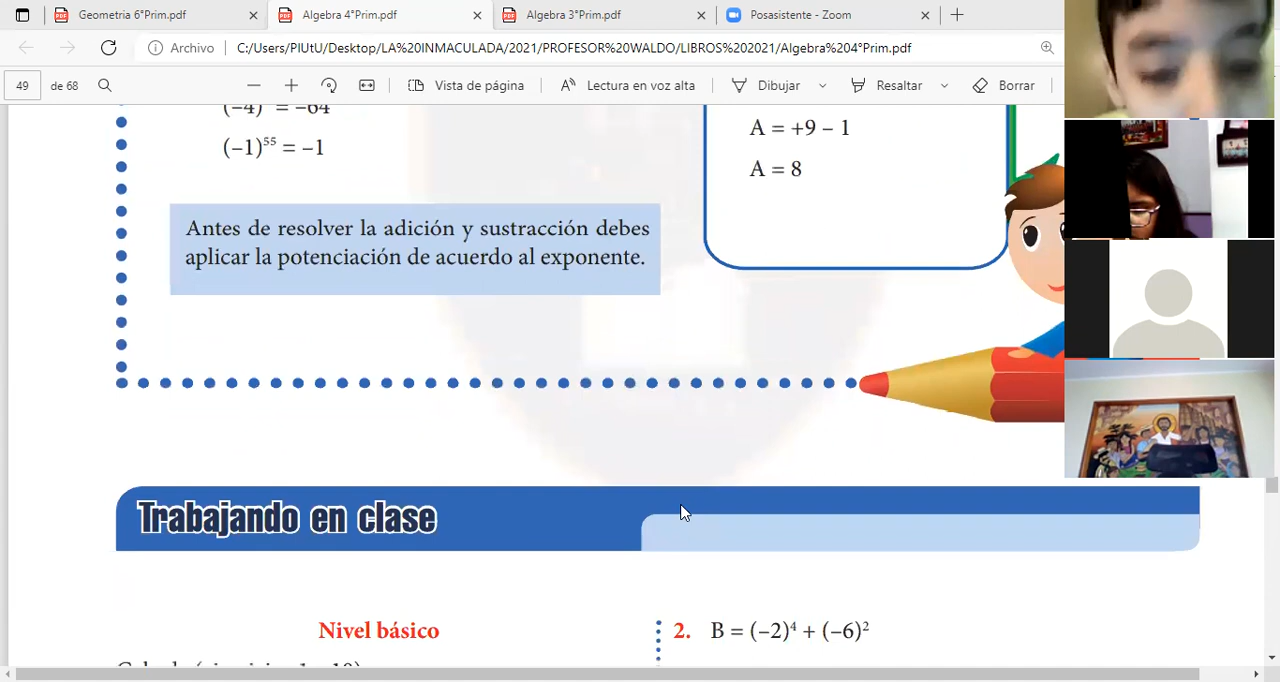 Geometria 6°Prim.pdf
Algebra 4°Prim.pdf
Algebra 3°Prim.pdf
Posasistente - Zoom
Archivo
C:/Users/PIUtU/Desktop/LA%20INMACULADA/2021/PROFESOR%20WALDO/LIBROS%202021/Algebra%204°Prim.pdf
49 de 68
Vista de página
Lectura en voz alta
Dibujar
Resaltar
Borrar
= –64
(–1)⁵⁵ = –1
A = +9 – 1
A = 8
Antes de resolver la adición y sustracción debes
aplicar la potenciación de acuerdo al exponente.
Trabajando en clase
Nivel básico
2. B = (–2)⁴ + (–6)²